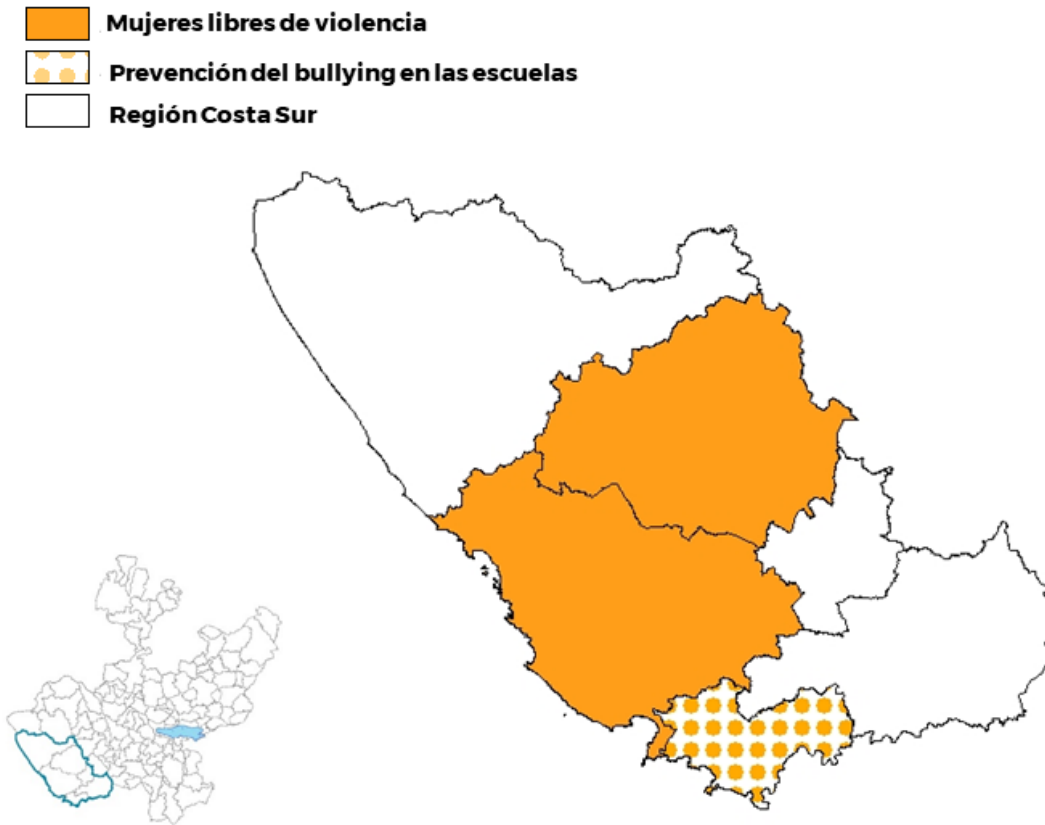 Mujeres libres de violencia
Prevención del bullying en las escuelas
Región Costa Sur